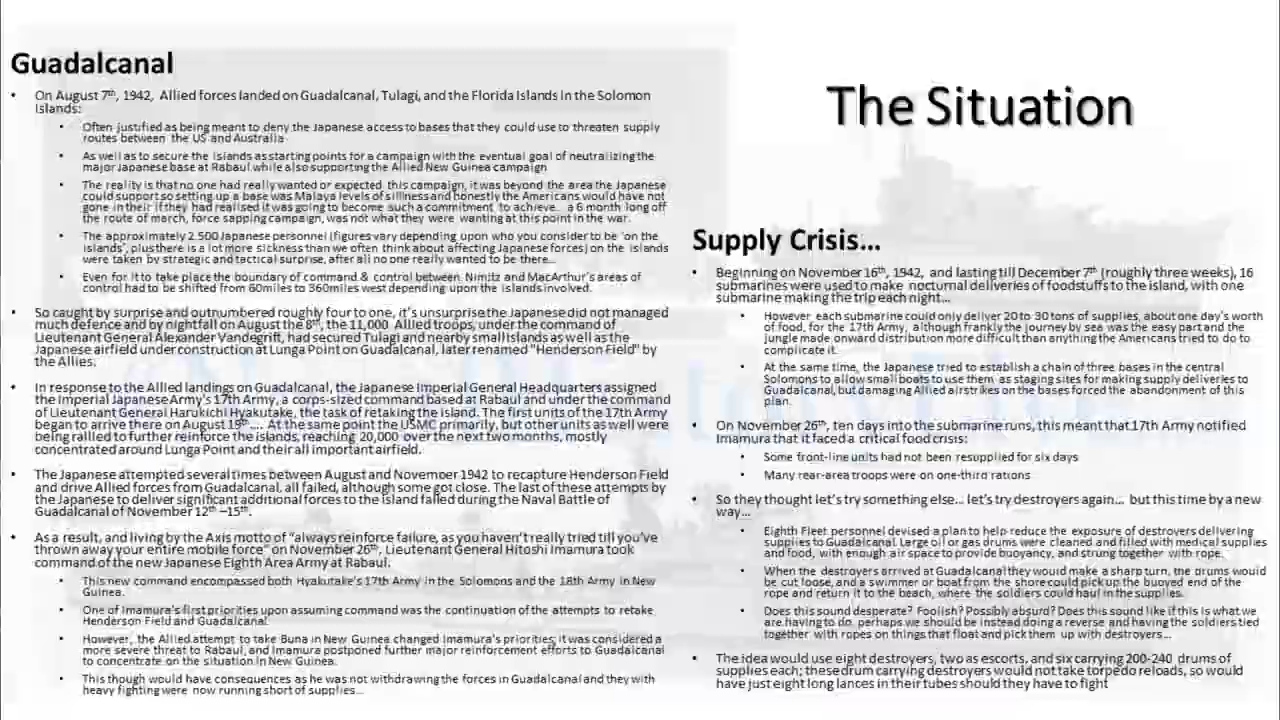 Guadalcanal
• On August 7th, 1942, Allied forces landed on Guadalcanal, Tulagi, and the Florida Islands in the Solomon
Islands:
• Often justified as being meant to deny the Japanese access to bases that they could use to threaten supply
routes between the US and Australia
• As well as to secure the islands as starting points for a campaign with the eventual goal of neutralizing the
major Japanese base at Rabaul while also supporting the Allied New Guinea campaign
• The reality is that no one had really wanted or expected this campaign, it was beyond the area the Japanese
could support so setting up a base was Malaya levels of silliness and honestly the Americans would have not
gone in their if they had realised it was going to become such a commitment to achieve... a 6 month long off
the route of march, force sapping campaign, was not what they were wanting at this point in the war.
• The approximately 2,500 Japanese personnel (figures vary depending upon who you consider to be 'on the
islands', plus there is a lot more sickness than we often think about affecting Japanese forces) on the islands
were taken by strategic and tactical surprise, after all no one really wanted to be there...
• Even for it to take place the boundary of command & control between Nimitz and MacArthur's areas of
control had to be shifted from 60miles to 360miles west depending upon the islands involved.
• So caught by surprise and outnumbered roughly four to one, it's unsurprise the Japanese did not managed
much defence and by nightfall on August the 8th, the 11,000 Allied troops, under the command of
Lieutenant General Alexander Vandegrift, had secured Tulagi and nearby small islands as well as the
Japanese airfield under construction at Lunga Point on Guadalcanal, later renamed "Henderson Field" by
the Allies.
• In response to the Allied landings on Guadalcanal, the Japanese Imperial General Headquarters assigned
the Imperial Japanese Army's 17th Army, a corps-sized command based at Rabaul and under the command
of Lieutenant General Harukichi Hyakutake, the task of retaking the island. The first units of the 17th Army
began to arrive there on August 19th.... At the same point the USMC primarily, but other units as well were
being rallied to further reinforce the islands, reaching 20,000 over the next two months, mostly
concentrated around Lunga Point and their all important airfield.
• The Japanese attempted several times between August and November 1942 to recapture Henderson Field
and drive Allied forces from Guadalcanal, all failed, although some got close. The last of these attempts by
the Japanese to deliver significant additional forces to the island failed during the Naval Battle of
Guadalcanal of November 12th –15th.
• As a result, and living by the Axis motto of "always reinforce failure, as you haven't really tried till you've
thrown away your entire mobile force" on November 26th, Lieutenant General Hitoshi Imamura took
command of the new Japanese Eighth Area Army at Rabaul.
• This new command encompassed both Hyakutake's 17th Army in the Solomons and the 18th Army in New
Guinea.
• One of Imamura's first priorities upon assuming command was the continuation of the attempts to retake
Henderson Field and Guadalcanal.
• However, the Allied attempt to take Buna in New Guinea changed Imamura's priorities; it was considered a
more severe threat to Rabaul, and Imamura postponed further major reinforcement efforts to Guadalcanal
to concentrate on the situation in New Guinea.
• This though would have consequences as he was not withdrawing the forces in Guadalcanal and they with
heavy fighting were now running short of supplies...
The Situation
Supply Crisis...
• Beginning on November 16th, 1942, and lasting till December 7th (roughly three weeks), 16
submarines were used to make nocturnal deliveries of foodstuffs to the island, with one
submarine making the trip each night...
• However each submarine could only deliver 20 to 30 tons of supplies, about one day's worth
of food, for the 17th Army, although frankly the journey by sea was the easy part and the
jungle made onward distribution more difficult than anything the Americans tried to do to
complicate it.
• At the same time, the Japanese tried to establish a chain of three bases in the central
Solomons to allow small boats to use them as staging sites for making supply deliveries to
Guadalcanal, but damaging Allied airstrikes on the bases forced the abandonment of this
plan.
• On November 26th, ten days into the submarine runs, this meant that 17th Army notified
Imamura that it faced a critical food crisis:
• Some front-line units had not been resupplied for six days
• Many rear-area troops were on one-third rations
• So they thought let's try something else... let's try destroyers again... but this time by a new
way...
• Eighth Fleet personnel devised a plan to help reduce the exposure of destroyers delivering
supplies to Guadalcanal. Large oil or gas drums were cleaned and filled with medical supplies
and food, with enough air space to provide buoyancy, and strung together with rope.
• When the destroyers arrived at Guadalcanal they would make a sharp turn, the drums would
be cut loose, and a swimmer or boat from the shore could pick up the buoyed end of the
rope and return it to the beach, where the soldiers could haul in the supplies.
• Does this sound desperate? Foolish? Possibly absurd? Does this sound like if this is what we
are having to do perhaps we should be instead doing a reverse and having the soldiers tied
together with ropes on things that float and pick them up with destroyers...
• The idea would use eight destroyers, two as escorts, and six carrying 200-240 drums of
supplies each; these drum carrying destroyers would not take torpedo reloads, so would
have just eight long lances in their tubes should they have to fight